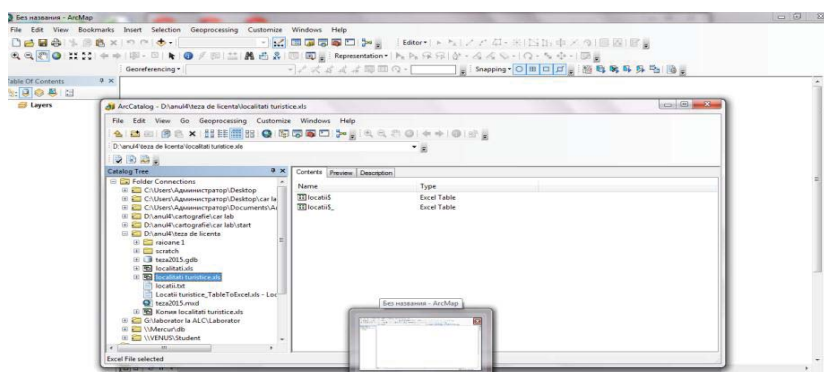 Без названия - ArcMap
File Edit View Bookmarks Insert Selection Geoprocessing Customize Windows Help
Editor
Representation
Georeferencing
Snapping
Table Of Contents
Layers
ArcCatalog - D:\anul4\teza de licenta\localitati turistice.xls
File Edit View Go Geoprocessing Customize Windows Help
D:\anul4\teza de licenta\localitati turistice.xls
Catalog Tree
Contents Preview Description
Folder Connections
Name Type
C:\Users\Администратор\Desktop
locatii$ Excel Table
C:\Users\Администратор\Desktop\car la
locatii$_ Excel Table
C:\Users\Администратор\Documents\Ar
D:\anul4\cartografie\car lab
D:\anul4\cartografie\car lab\start
D:\anul4\teza de licenta
raioane 1
scratch
teza2015.gdb
localitati.xls
localitati turistice.xls
locatii.txt
Locatii turistice_TableToExcel.xls - Loc
teza2015.mxd
Копия localitati turistice.xls
G:\laborator la ALC\Laborator
\\Mercur\db
\\VENUS\Student
Без названия - ArcMap
Excel File selected